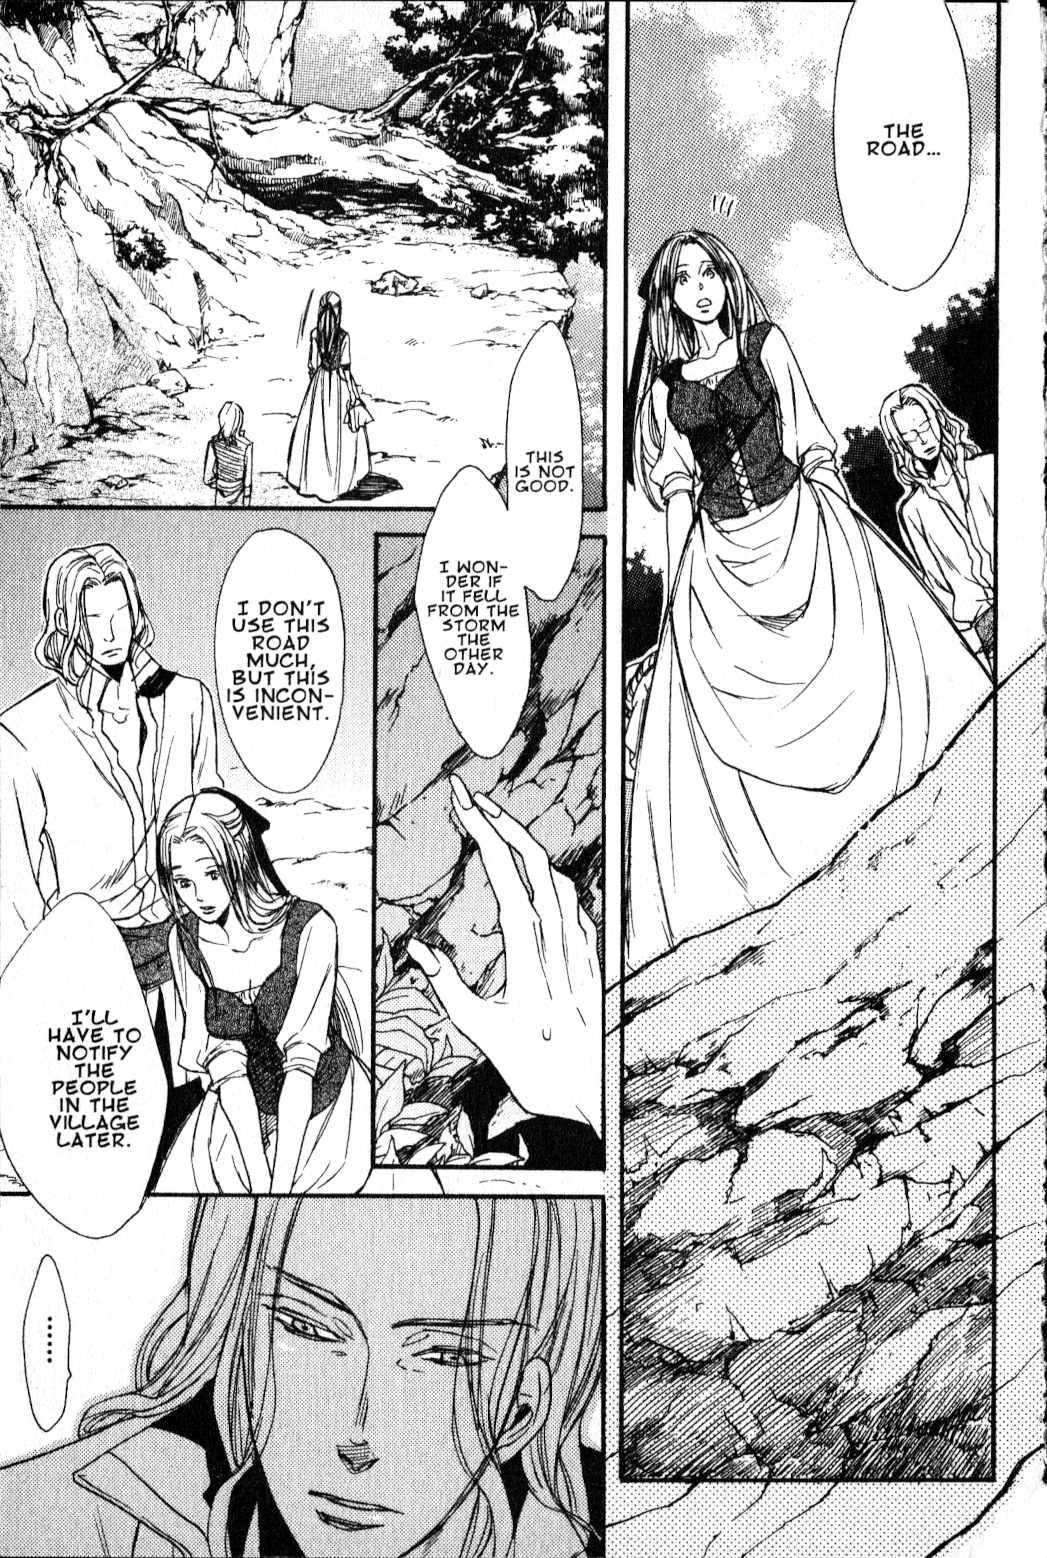 THE
ROAD...
THIS
IS NOT
GOOD.
I WON-
DER IF
IT FELL
FROM THE
STORM
THE
OTHER
DAY.
I DON'T
USE THIS
ROAD
MUCH,
BUT THIS
IS INCON-
VENIENT.
I'LL
HAVE TO
NOTIFY
THE
PEOPLE
IN THE
VILLAGE
LATER.
......